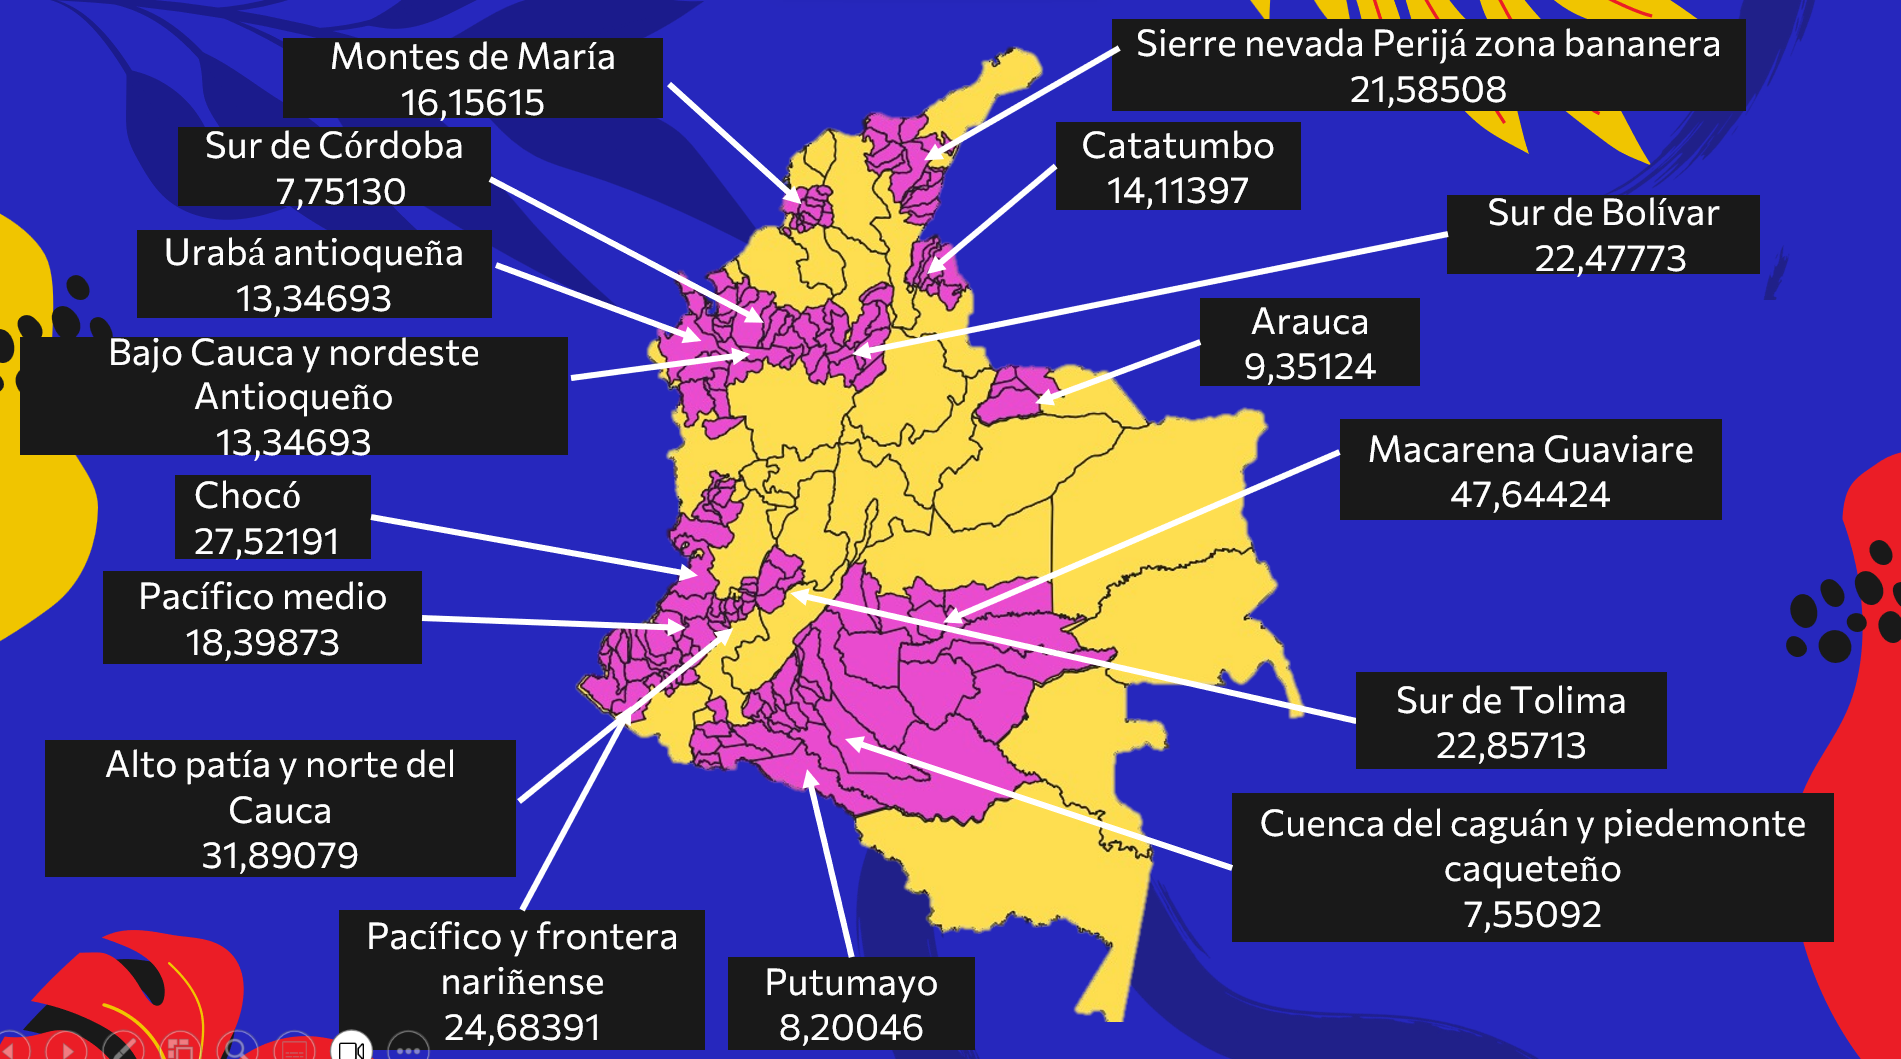 Montes de María
16,15615
Sierre nevada Perijá zona bananera
21,58508
Sur de Córdoba
7,75130
Catatumbo
14,11397
Sur de Bolívar
22,47773
Urabá antioqueña
13,34693
Arauca
9,35124
Bajo Cauca y nordeste
Antioqueño
13,34693
Macarena Guaviare
47,64424
Chocó
27,52191
Pacífico medio
18,39873
Sur de Tolima
22,85713
Alto patía y norte del
Cauca
31,89079
Cuenca del caguán y piedemonte
caqueteño
7,55092
Pacífico y frontera
nariñense
24,68391
Putumayo
8,20046